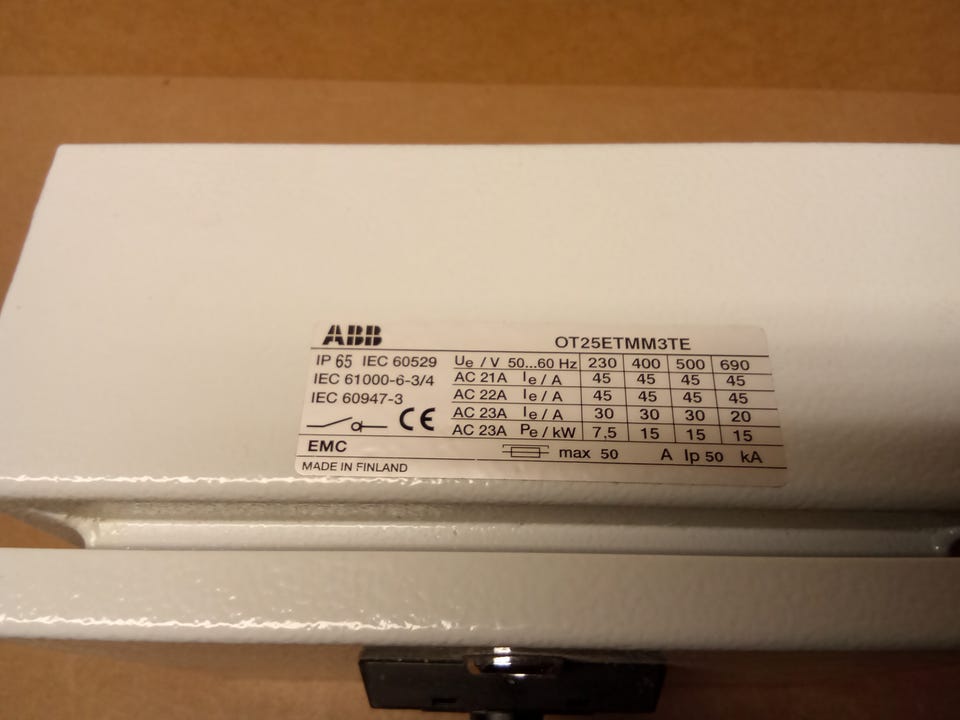 ABB OT25ETMM3TE
IP 65 IEC 60529 Ue / V 50...60 Hz 230 400 500 690
IEC 61000-6-3/4 AC 21A Ie / A 45 45 45 45
IEC 60947-3 AC 22A Ie / A 45 45 45 45
CE AC 23A Ie / A 30 30 30 20
AC 23A Pe / kW 7,5 15 15 15
EMC max 50 A Ip 50 kA
MADE IN FINLAND